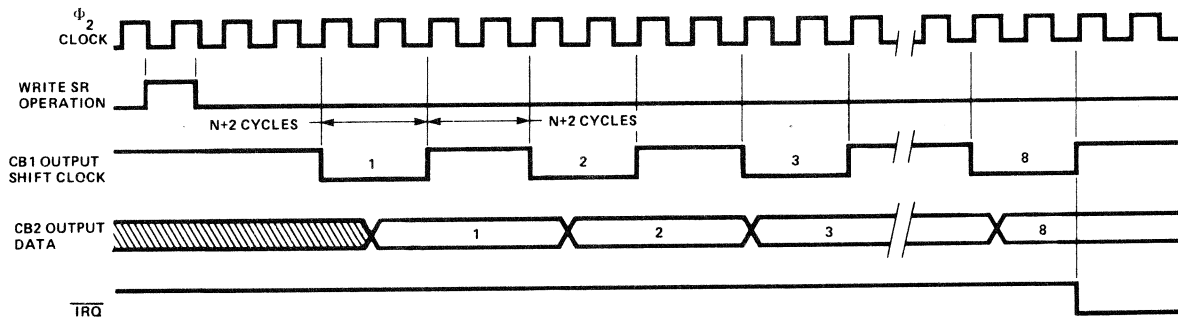 Φ2
CLOCK
WRITE SR
OPERATION
N+2 CYCLES N+2 CYCLES
CB1 OUTPUT
SHIFT CLOCK
1 2 3 8
CB2 OUTPUT
DATA
1 2 3 8
IRQ